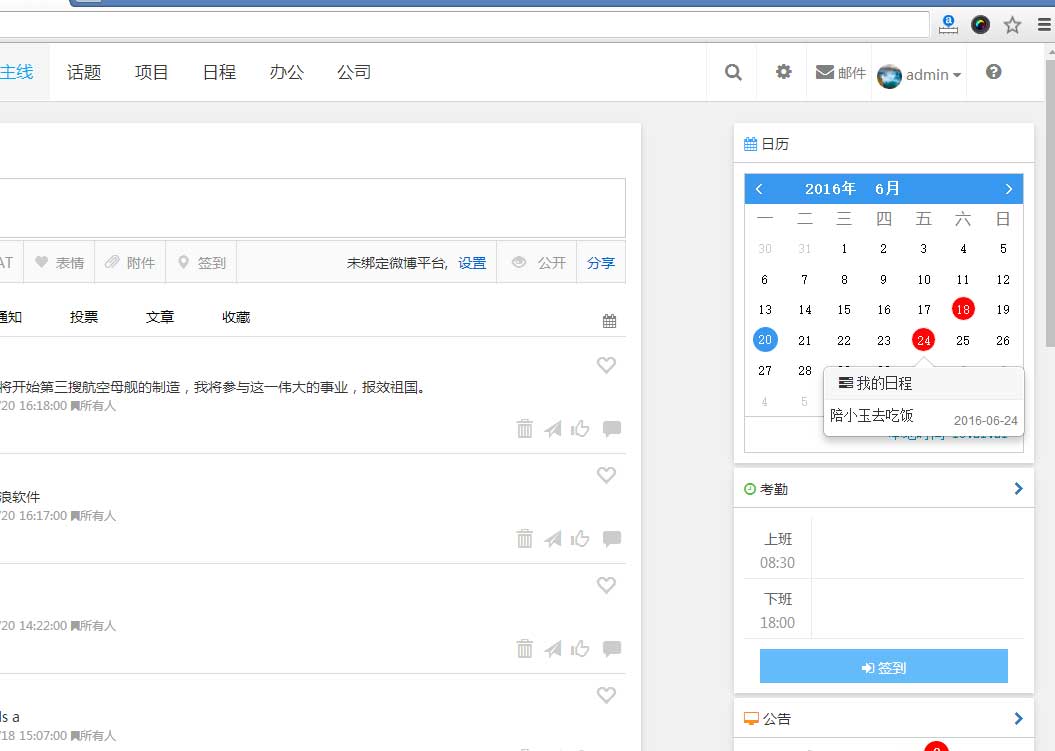 主线 话题 项目 日程 办公 公司 邮件 admin
日历
2016年 6月
一 二 三 四 五 六 日
30 31 1 2 3 4 5
6 7 8 9 10 11 12
13 14 15 16 17 18 19
20 21 22 23 24 25 26
27 28
4 5
我的日程
陪小玉去吃饭 2016-06-24
AT 表情 附件 签到 未绑定微博平台, 设置 公开 分享
通知 投票 文章 收藏
将开始第三搜航空母舰的制造，我将参与这一伟大的事业，报效祖国。
/20 16:18:00 所有人
浪软件
/20 16:17:00 所有人
/20 14:22:00 所有人
ls a
/18 15:07:00 所有人
考勤
上班
08:30
下班
18:00
签到
公告